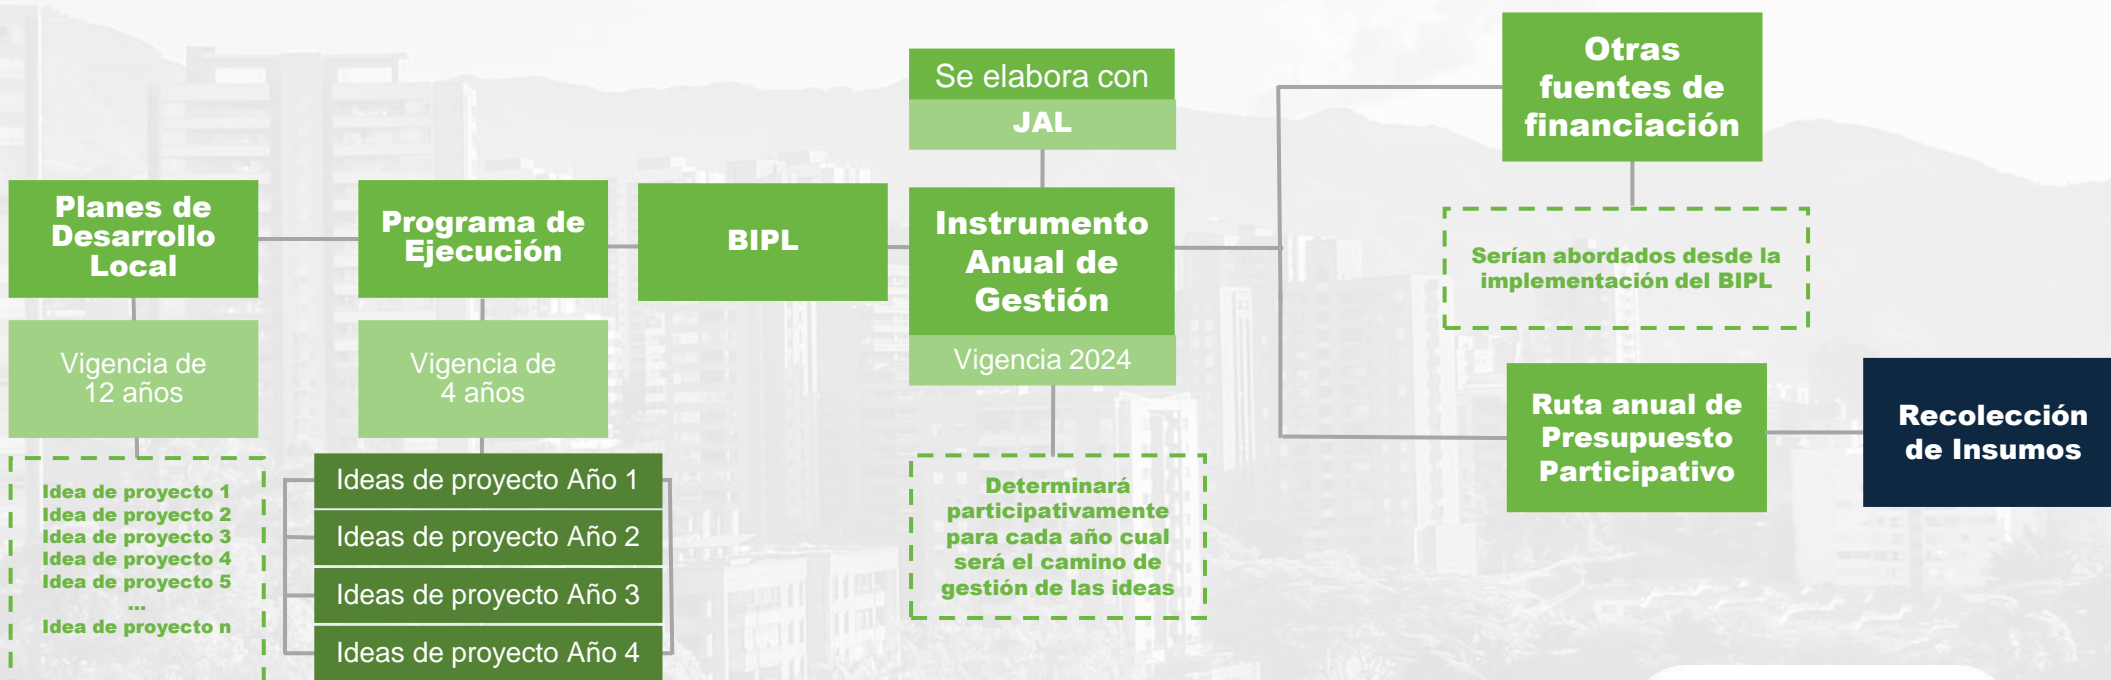 Planes de
Desarrollo
Local
Vigencia de
12 años
Idea de proyecto 1
Idea de proyecto 2
Idea de proyecto 3
Idea de proyecto 4
Idea de proyecto 5
...
Idea de proyecto n
Programa de
Ejecución
Vigencia de
4 años
Ideas de proyecto Año 1
Ideas de proyecto Año 2
Ideas de proyecto Año 3
Ideas de proyecto Año 4
BIPL
Se elabora con
JAL
Instrumento
Anual de
Gestión
Vigencia 2024
Determinará
participativamente
para cada año cual
será el camino de
gestión de las ideas
Otras
fuentes de
financiación
Serían abordados desde la
implementación del BIPL
Ruta anual de
Presupuesto
Participativo
Recolección
de Insumos